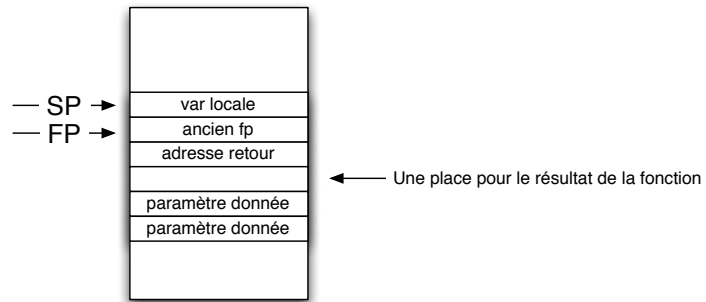 SP
var locale
FP
ancien fp
adresse retour
Une place pour le résultat de la fonction
paramètre donnée
paramètre donnée